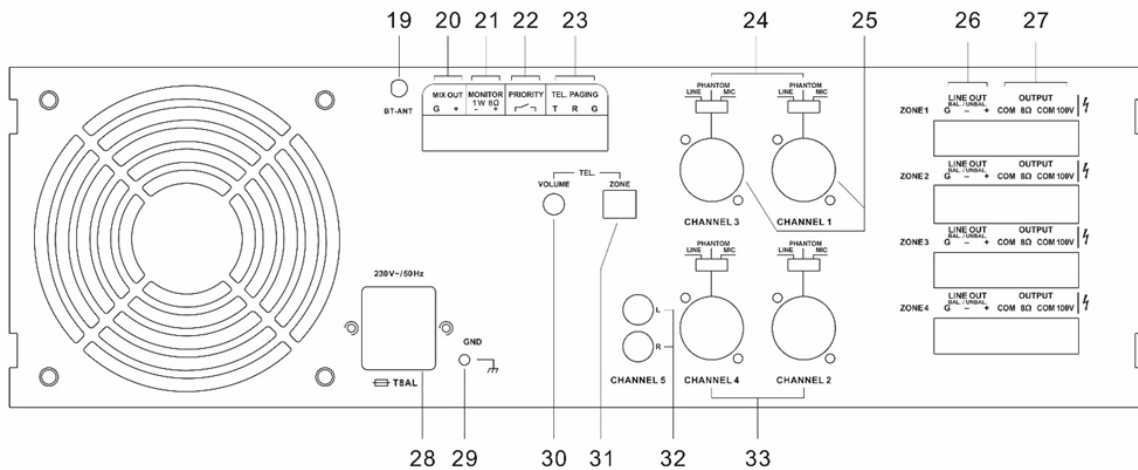 19 20 21 22 23 24 25 26 27
BT-ANT
MIX OUT
G +
MONITOR
1W 8Ω
- +
PRIORITY
TEL. PAGING
T R G
PHANTOM
LINE MIC
CHANNEL 3
PHANTOM
LINE MIC
CHANNEL 1
TEL.
VOLUME ZONE
PHANTOM
LINE MIC
CHANNEL 4
PHANTOM
LINE MIC
CHANNEL 2
L
R
CHANNEL 5
230V~/50Hz
T8AL
GND
ZONE1
LINE OUT
BAL. / UNBAL.
G – +
OUTPUT
COM 8Ω COM 100V
ZONE2
LINE OUT
BAL. / UNBAL.
G – +
OUTPUT
COM 8Ω COM 100V
ZONE3
LINE OUT
BAL. / UNBAL.
G – +
OUTPUT
COM 8Ω COM 100V
ZONE4
LINE OUT
BAL. / UNBAL.
G – +
OUTPUT
COM 8Ω COM 100V
28 29 30 31 32 33